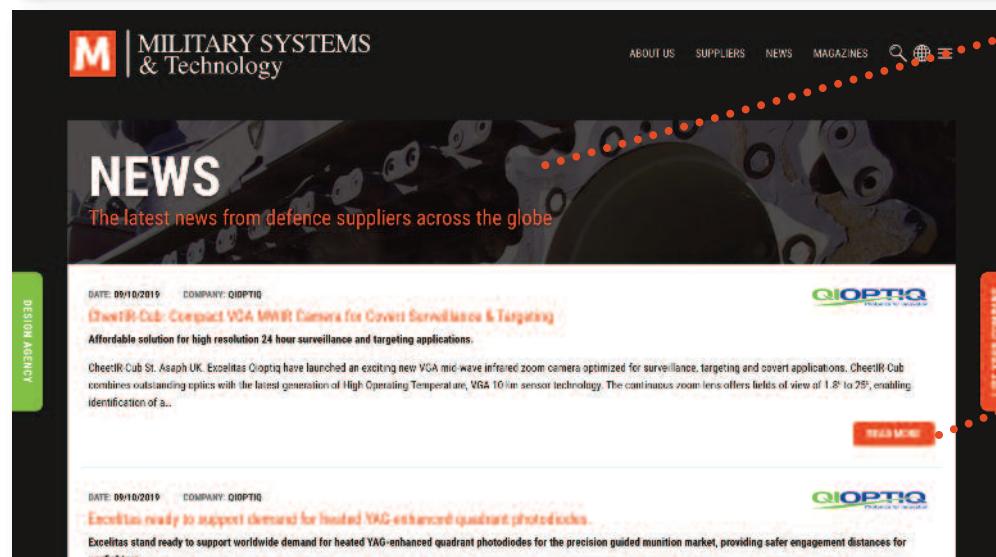 M
MILITARY SYSTEMS
& Technology
ABOUT US SUPPLIERS NEWS MAGAZINES
NEWS
The latest news from defence suppliers across the globe
DESIGN AGENCY
DATE: 09/10/2019 COMPANY: QIOPTIQ
QIOPTIQ
CheetIR-Cub: Compact VGA MWIR Camera for Covert Surveillance & Targeting
Affordable solution for high resolution 24 hour surveillance and targeting applications.
CheetIR-Cub St. Asaph UK. Excelitas Qioptiq have launched an exciting new VGA mid-wave infrared zoom camera optimized for surveillance, targeting and covert applications. CheetIR-Cub
combines outstanding optics with the latest generation of High Operating Temperature, VGA 10 km sensor technology. The continuous zoom lens offers fields of view of 1.8° to 25°, enabling
identification of a...
READ MORE
DATE: 09/10/2019 COMPANY: QIOPTIQ
QIOPTIQ
Excelitas ready to support demand for heated YAG-enhanced quadrant photodiodes.
Excelitas stand ready to support worldwide demand for heated YAG-enhanced quadrant photodiodes for the precision guided munition market, providing safer engagement distances for